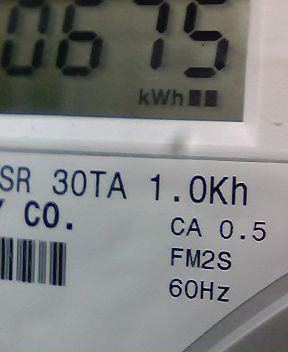 0675
kWh
SR 30TA 1.0Kh
Y CO.
CA 0.5
FM2S
60Hz